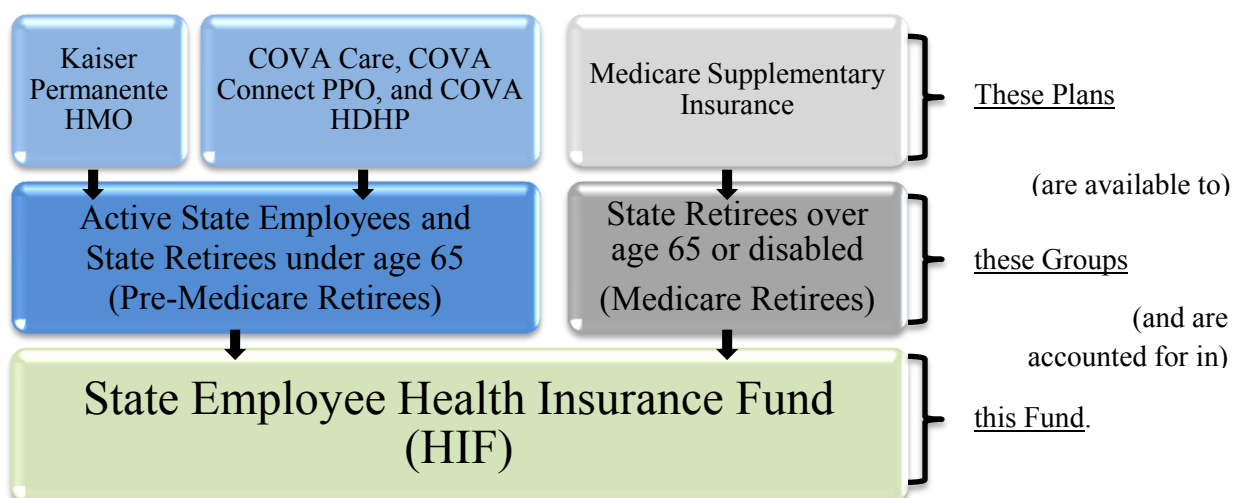 Kaiser
Permanente
HMO
COVA Care, COVA
Connect PPO, and COVA
HDHP
Medicare Supplementary
Insurance
These Plans
(are available to)
Active State Employees and
State Retirees under age 65
(Pre-Medicare Retirees)
State Retirees over
age 65 or disabled
(Medicare Retirees)
these Groups
(and are
accounted for in)
State Employee Health Insurance Fund
(HIF)
this Fund.